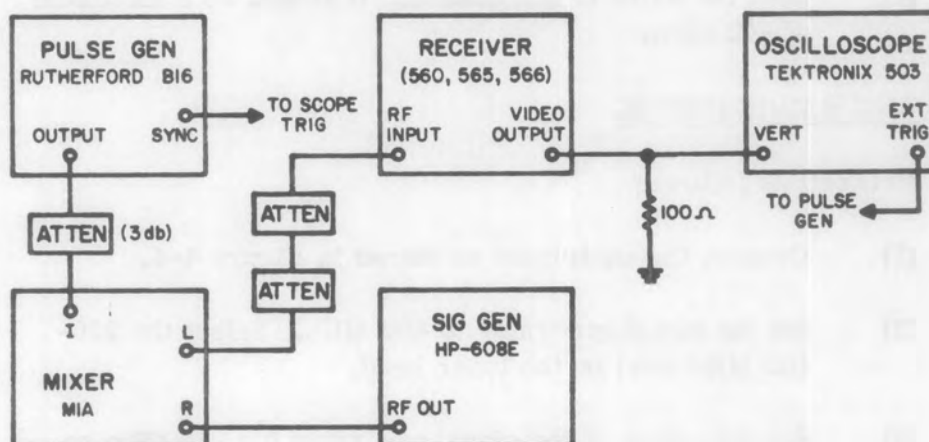 PULSE GEN
RUTHERFORD B16
OUTPUT
SYNC
TO SCOPE
TRIG
RECEIVER
(560, 565, 566)
RF
INPUT
VIDEO
OUTPUT
OSCILLOSCOPE
TEKTRONIX 503
VERT
EXT
TRIG
ATTEN
(3db)
ATTEN
ATTEN
100Ω
TO PULSE
GEN
I
L
MIXER
MIA
R
SIG GEN
HP-608E
RF OUT